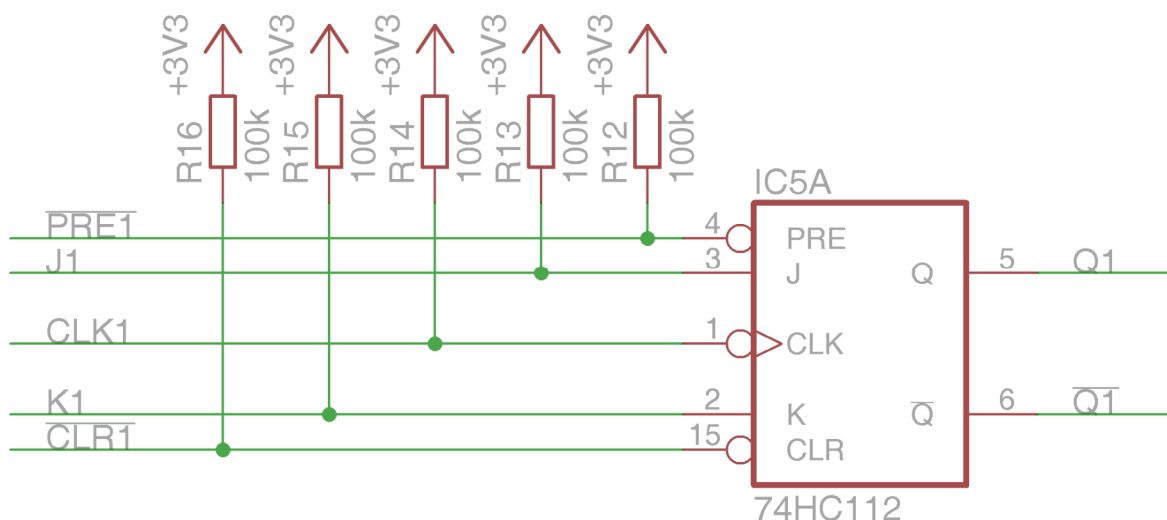 +3V3
+3V3
+3V3
+3V3
+3V3
R16
100k
R15
100k
R14
100k
R13
100k
R12
100k
IC5A
PRE1
4
PRE
J1
3
J
Q
5
Q1
CLK1
1
CLK
K1
2
K
Q
6
Q1
CLR1
15
CLR
74HC112